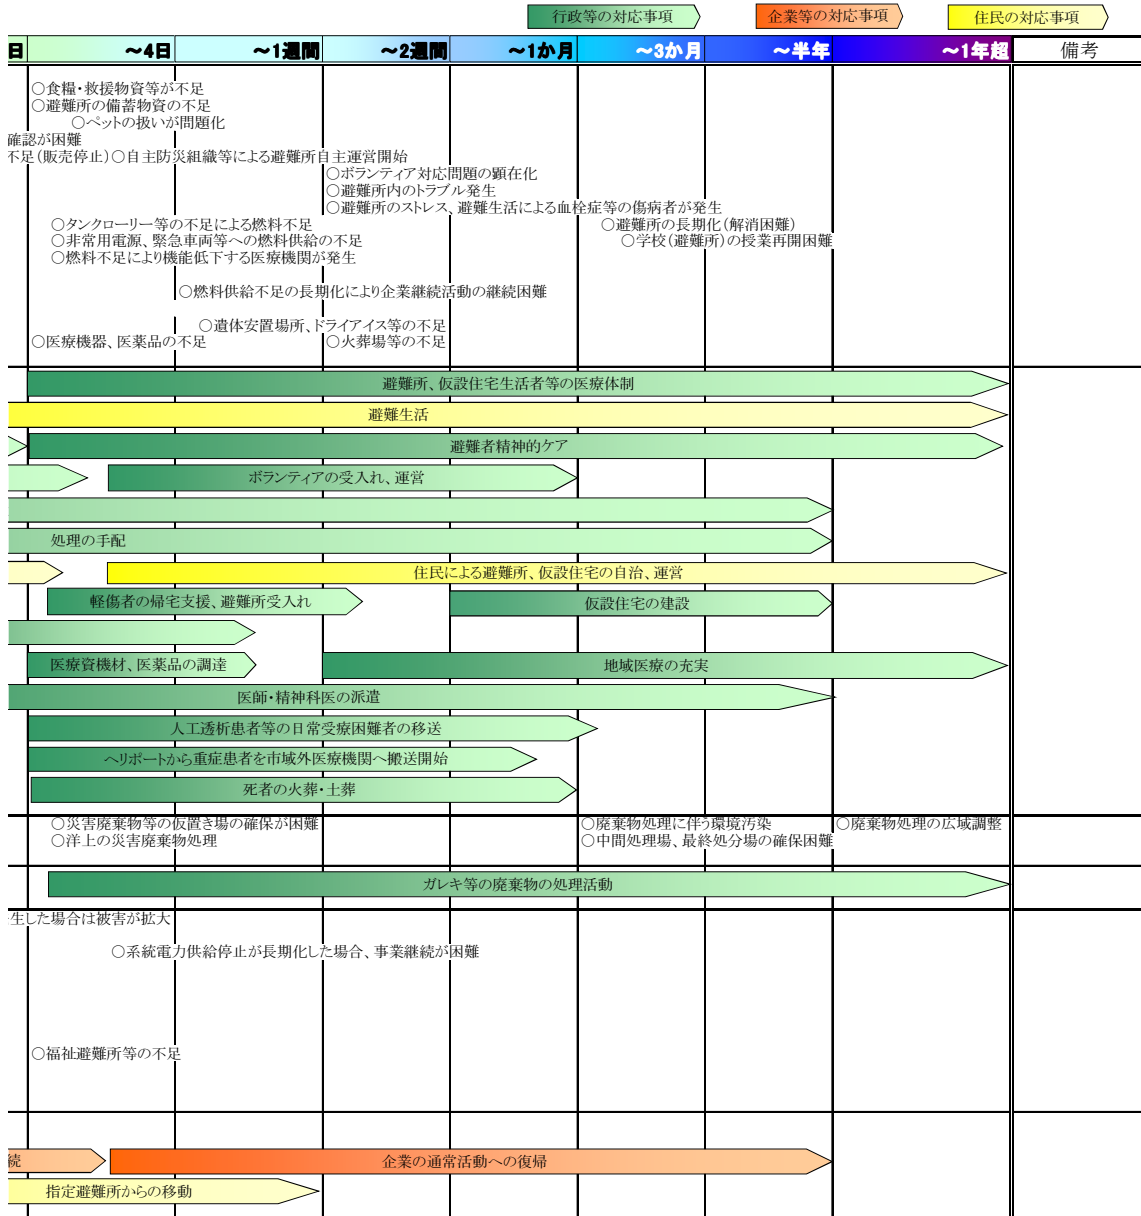 行政等の対応事項
企業等の対応事項
住民の対応事項
日 ～4日 ～1週間 ～2週間 ～1か月 ～3か月 ～半年 ～1年超 備考
○食糧・救援物資等が不足
○避難所の備蓄物資の不足
○ペットの扱いが問題化
確認が困難
不足(販売停止)○自主防災組織等による避難所自主運営開始
○ボランティア対応問題の顕在化
○避難所内のトラブル発生
○避難所のストレス、避難生活による血栓症等の傷病者が発生
○タンクローリー等の不足による燃料不足
○避難所の長期化(解消困難)
○非常用電源、緊急車両等への燃料供給の不足
○学校(避難所)の授業再開困難
○燃料不足により機能低下する医療機関が発生
○燃料供給不足の長期化により企業継続活動の継続困難
○遺体安置場所、ドライアイス等の不足
○医療機器、医薬品の不足
○火葬場等の不足
避難所、仮設住宅生活者等の医療体制
避難生活
避難者精神的ケア
ボランティアの受入れ、運営
処理の手配
住民による避難所、仮設住宅の自治、運営
軽傷者の帰宅支援、避難所受入れ
仮設住宅の建設
医療資機材、医薬品の調達
地域医療の充実
医師・精神科医の派遣
人工透析患者等の日常受療困難者の移送
ヘリポートから重症患者を市域外医療機関へ搬送開始
死者の火葬・土葬
○災害廃棄物等の仮置き場の確保が困難
○廃棄物処理に伴う環境汚染
○廃棄物処理の広域調整
○洋上の災害廃棄物処理
○中間処理場、最終処分場の確保困難
ガレキ等の廃棄物の処理活動
生した場合は被害が拡大
○系統電力供給停止が長期化した場合、事業継続が困難
○福祉避難所等の不足
続
企業の通常活動への復帰
指定避難所からの移動